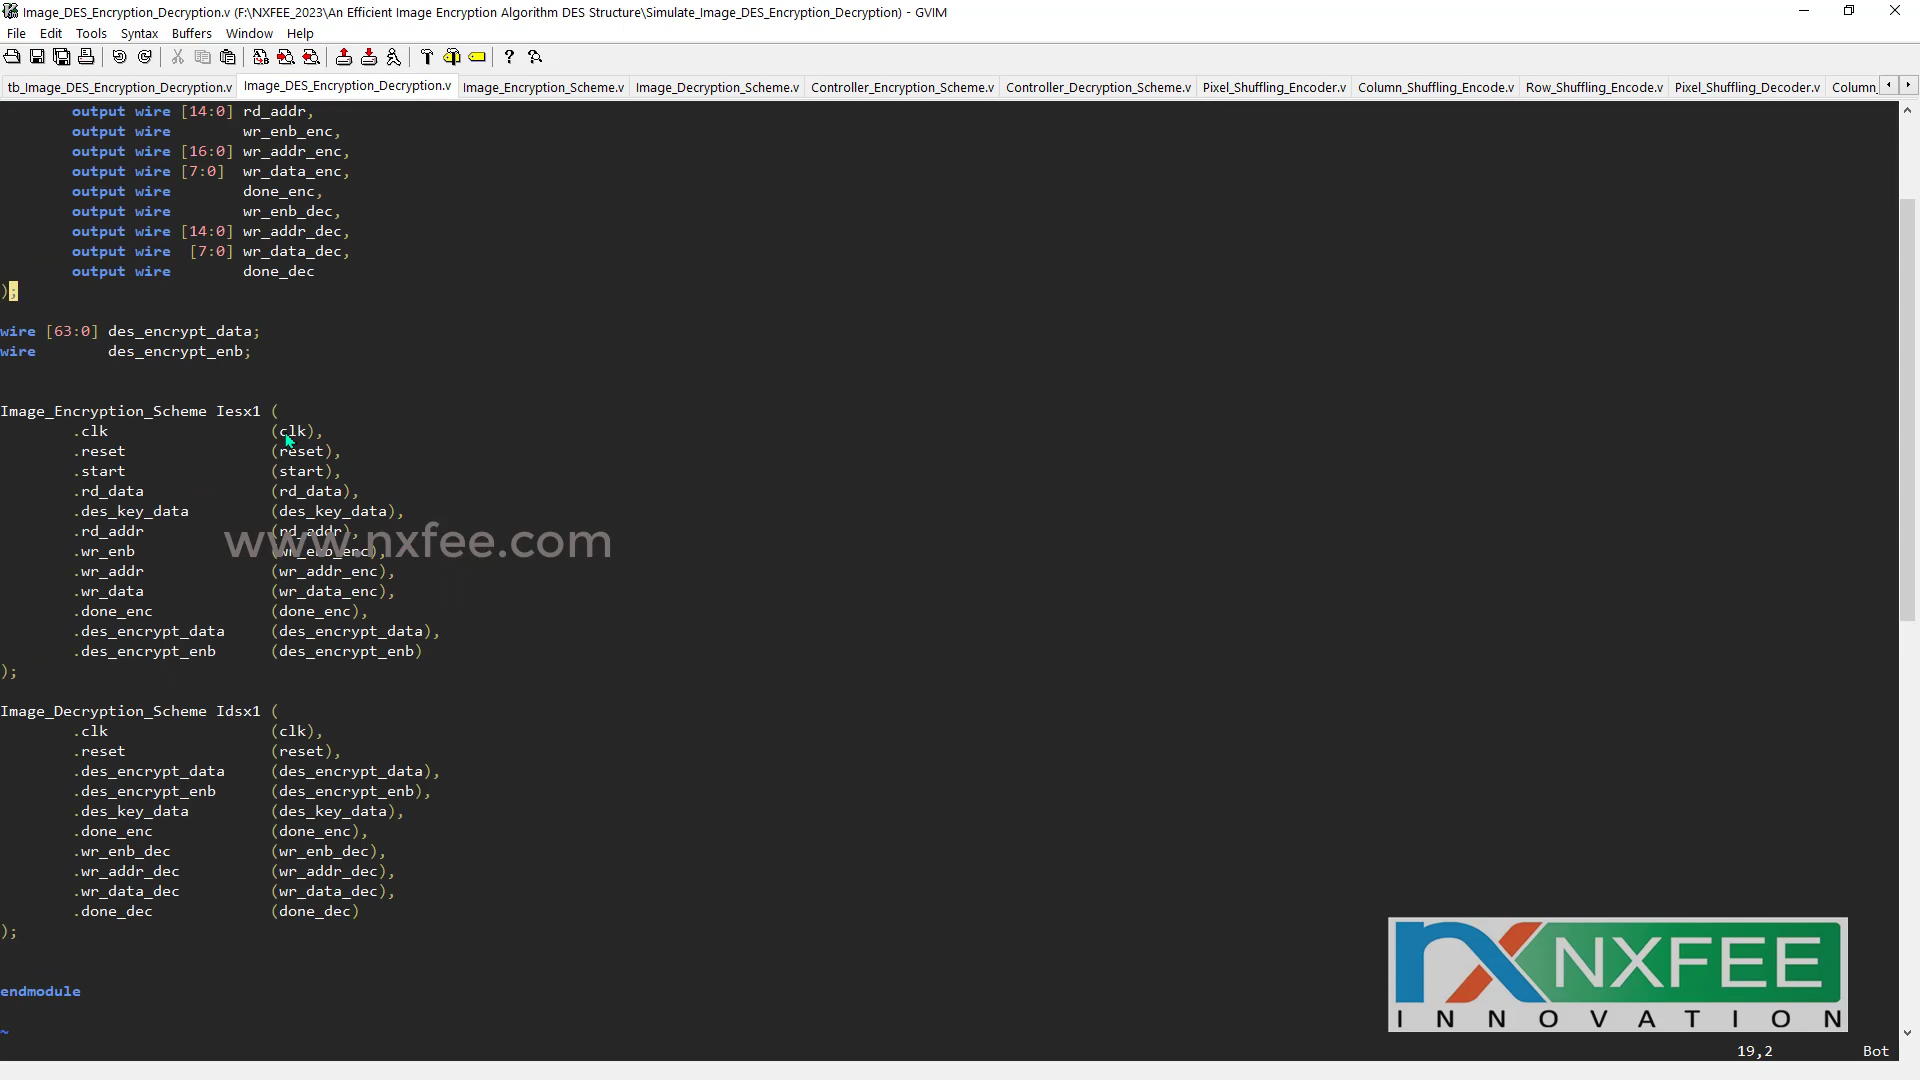 Image_DES_Encryption_Decryption.v (F:\NXFEE_2023\An Efficient Image Encryption Algorithm DES Structure\Simulate_Image_DES_Encryption_Decryption) - GVIM
File Edit Tools Syntax Buffers Window Help
tb_Image_DES_Encryption_Decryption.v Image_DES_Encryption_Decryption.v Image_Encryption_Scheme.v Image_Decryption_Scheme.v Controller_Encryption_Scheme.v Controller_Decryption_Scheme.v Pixel_Shuffling_Encoder.v Column_Shuffling_Encode.v Row_Shuffling_Encode.v Pixel_Shuffling_Decoder.v Column_
output wire [14:0] rd_addr,
output wire wr_enb_enc,
output wire [16:0] wr_addr_enc,
output wire [7:0] wr_data_enc,
output wire done_enc,
output wire wr_enb_dec,
output wire [14:0] wr_addr_dec,
output wire [7:0] wr_data_dec,
output wire done_dec
);
wire [63:0] des_encrypt_data;
wire des_encrypt_enb;
Image_Encryption_Scheme Iesx1 (
.clk (clk),
.reset (reset),
.start (start),
.rd_data (rd_data),
.des_key_data (des_key_data),
.rd_addr (rd_addr),
.wr_enb (wr_enb_enc),
.wr_addr (wr_addr_enc),
.wr_data (wr_data_enc),
.done_enc (done_enc),
.des_encrypt_data (des_encrypt_data),
.des_encrypt_enb (des_encrypt_enb)
);
www.nxfee.com
Image_Decryption_Scheme Idsx1 (
.clk (clk),
.reset (reset),
.des_encrypt_data (des_encrypt_data),
.des_encrypt_enb (des_encrypt_enb),
.des_key_data (des_key_data),
.done_enc (done_enc),
.wr_enb_dec (wr_enb_dec),
.wr_addr_dec (wr_addr_dec),
.wr_data_dec (wr_data_dec),
.done_dec (done_dec)
);
endmodule
~
NXFEE
INNOVATION
19,2 Bot